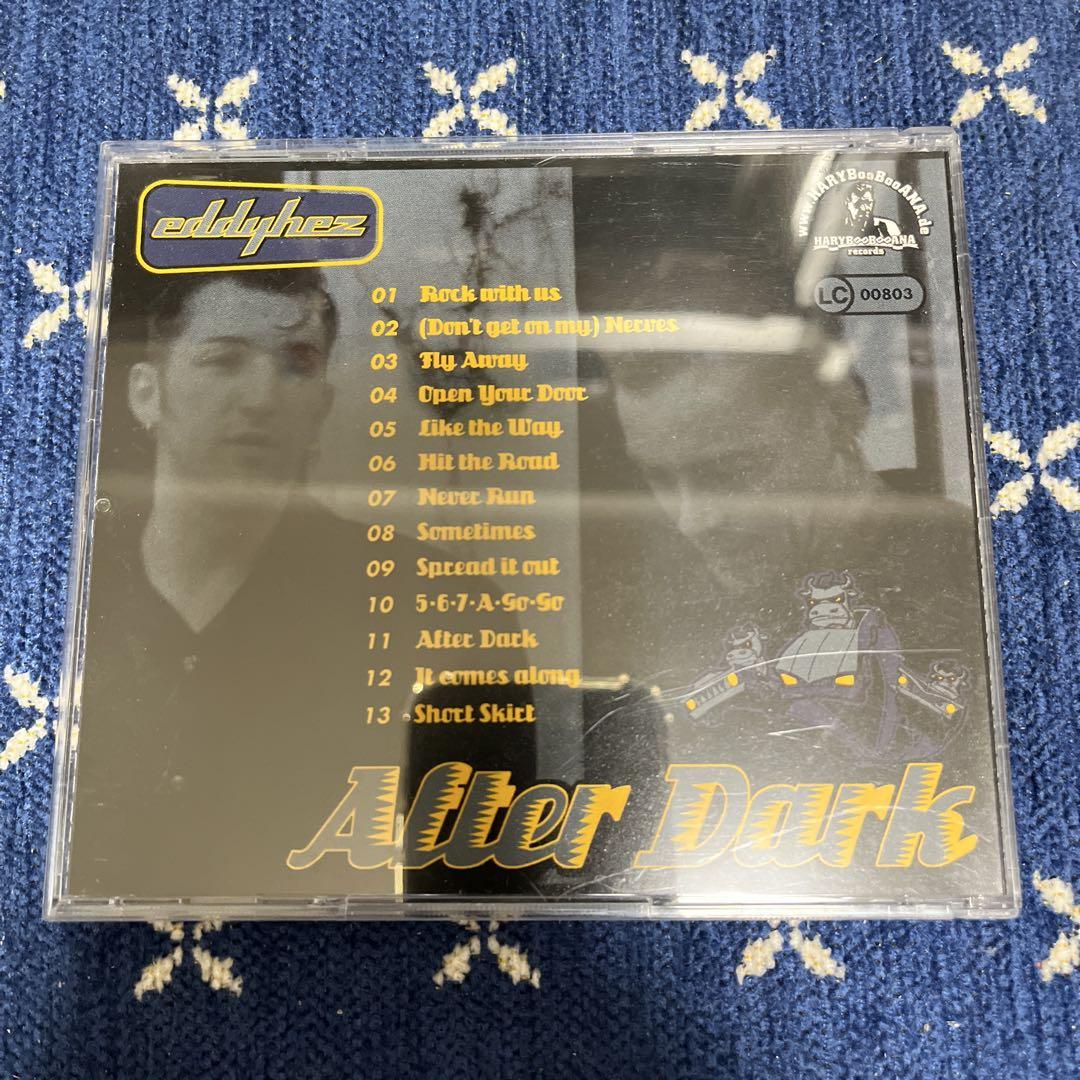 eddyhez
www.HARYBooBooANA.de
HARYBOOBOOANA
records
LC 00803
01 Rock with us
02 (Don't get on my) Nerves
03 Fly Away
04 Open Your Door
05 Like the Way
06 Hit the Road
07 Never Run
08 Sometimes
09 Spread it out
10 5·6·7·A·Go·Go
11 After Dark
12 It comes along
13 Short Skirt
After Dark